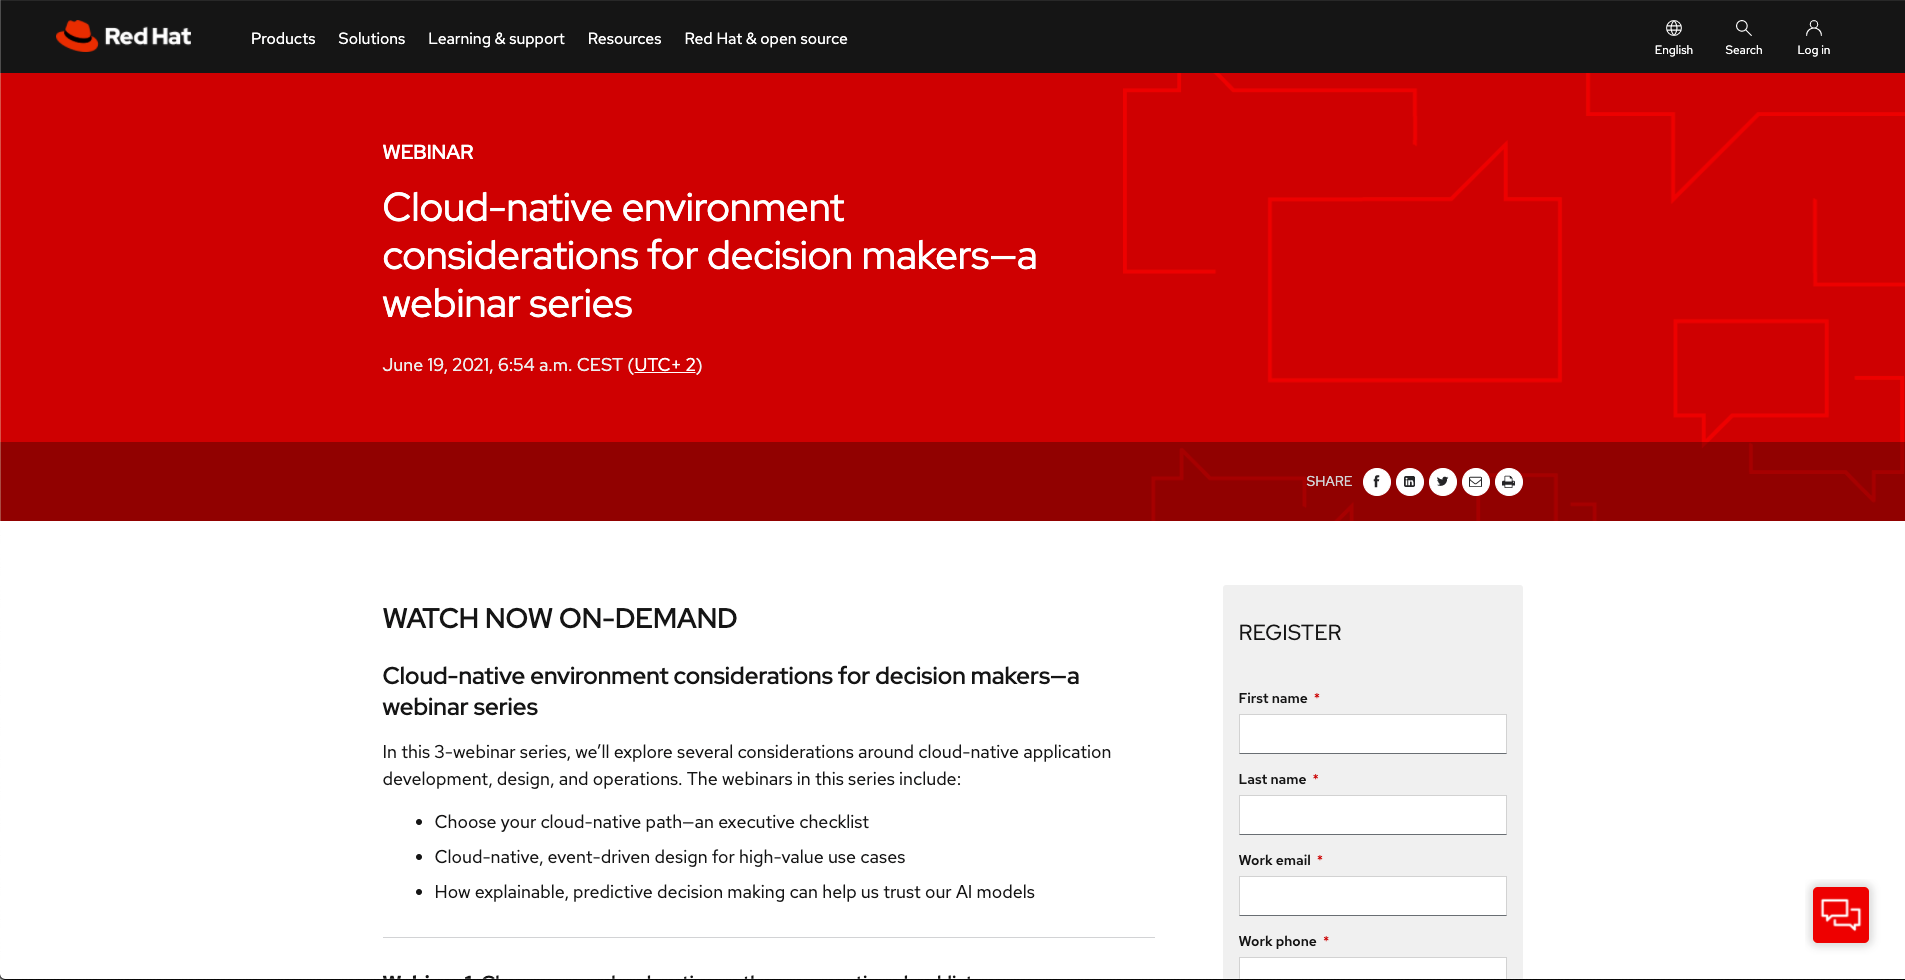 Red Hat
Products Solutions Learning & support Resources Red Hat & open source
English Search Log in
WEBINAR
Cloud-native environment
considerations for decision makers—a
webinar series
June 19, 2021, 6:54 a.m. CEST (UTC+ 2)
SHARE
WATCH NOW ON-DEMAND
Cloud-native environment considerations for decision makers—a
webinar series
In this 3-webinar series, we’ll explore several considerations around cloud-native application
development, design, and operations. The webinars in this series include:
• Choose your cloud-native path—an executive checklist
• Cloud-native, event-driven design for high-value use cases
• How explainable, predictive decision making can help us trust our AI models
REGISTER
First name *
Last name *
Work email *
Work phone *